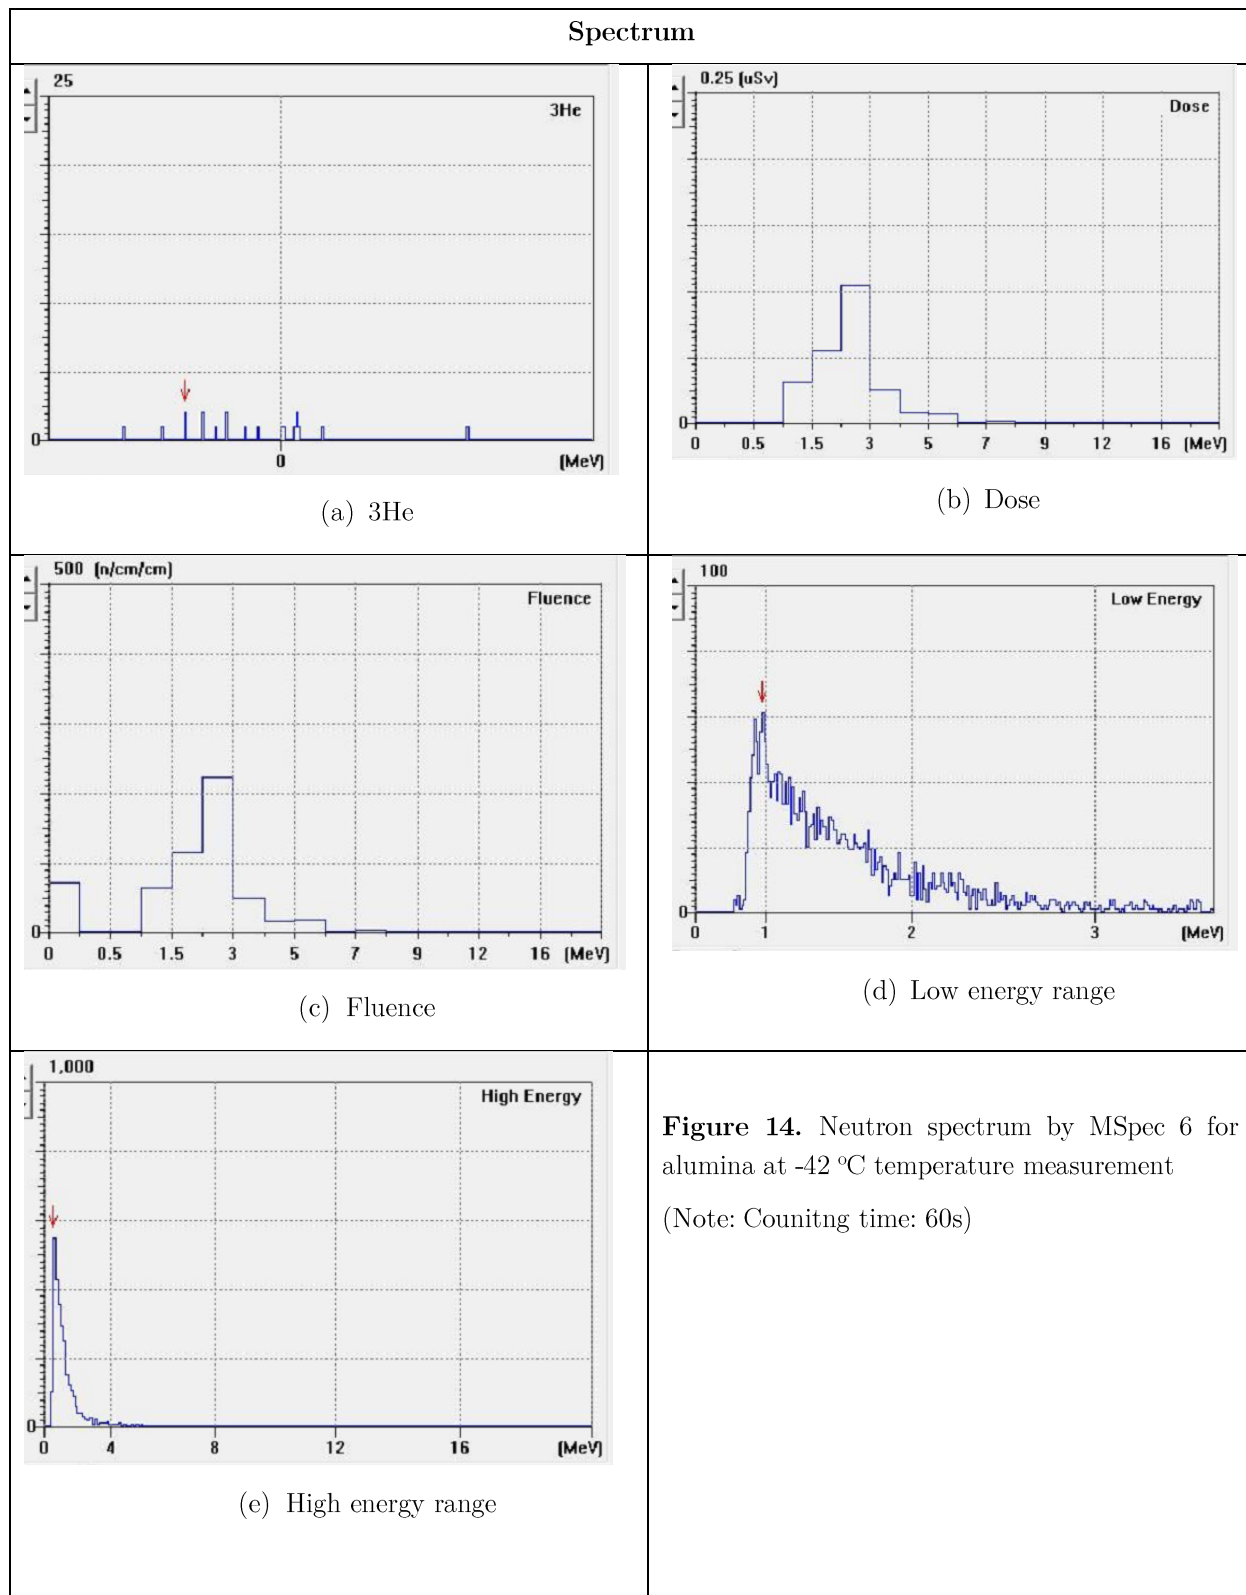 Spectrum
25
3He
0
0
(MeV)
(a) 3He
0.25 (uSv)
Dose
0
0 0.5 1.5 3 5 7 9 12 16 (MeV)
(b) Dose
500 (n/cm/cm)
Fluence
0
0 0.5 1.5 3 5 7 9 12 16 (MeV)
(c) Fluence
100
Low Energy
0
0 1 2 3 (MeV)
(d) Low energy range
1,000
High Energy
0
0 4 8 12 16 (MeV)
(e) High energy range
Figure 14. Neutron spectrum by MSpec 6 for
alumina at -42 ºC temperature measurement
(Note: Counitng time: 60s)